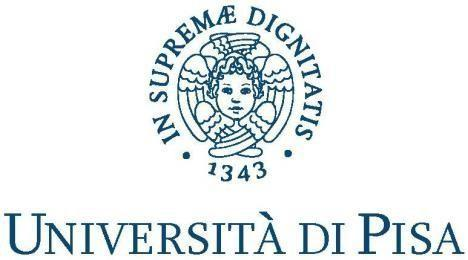 IN SUPREMÆ DIGNITATIS
· 1343 ·
UNIVERSITÀ DI PISA